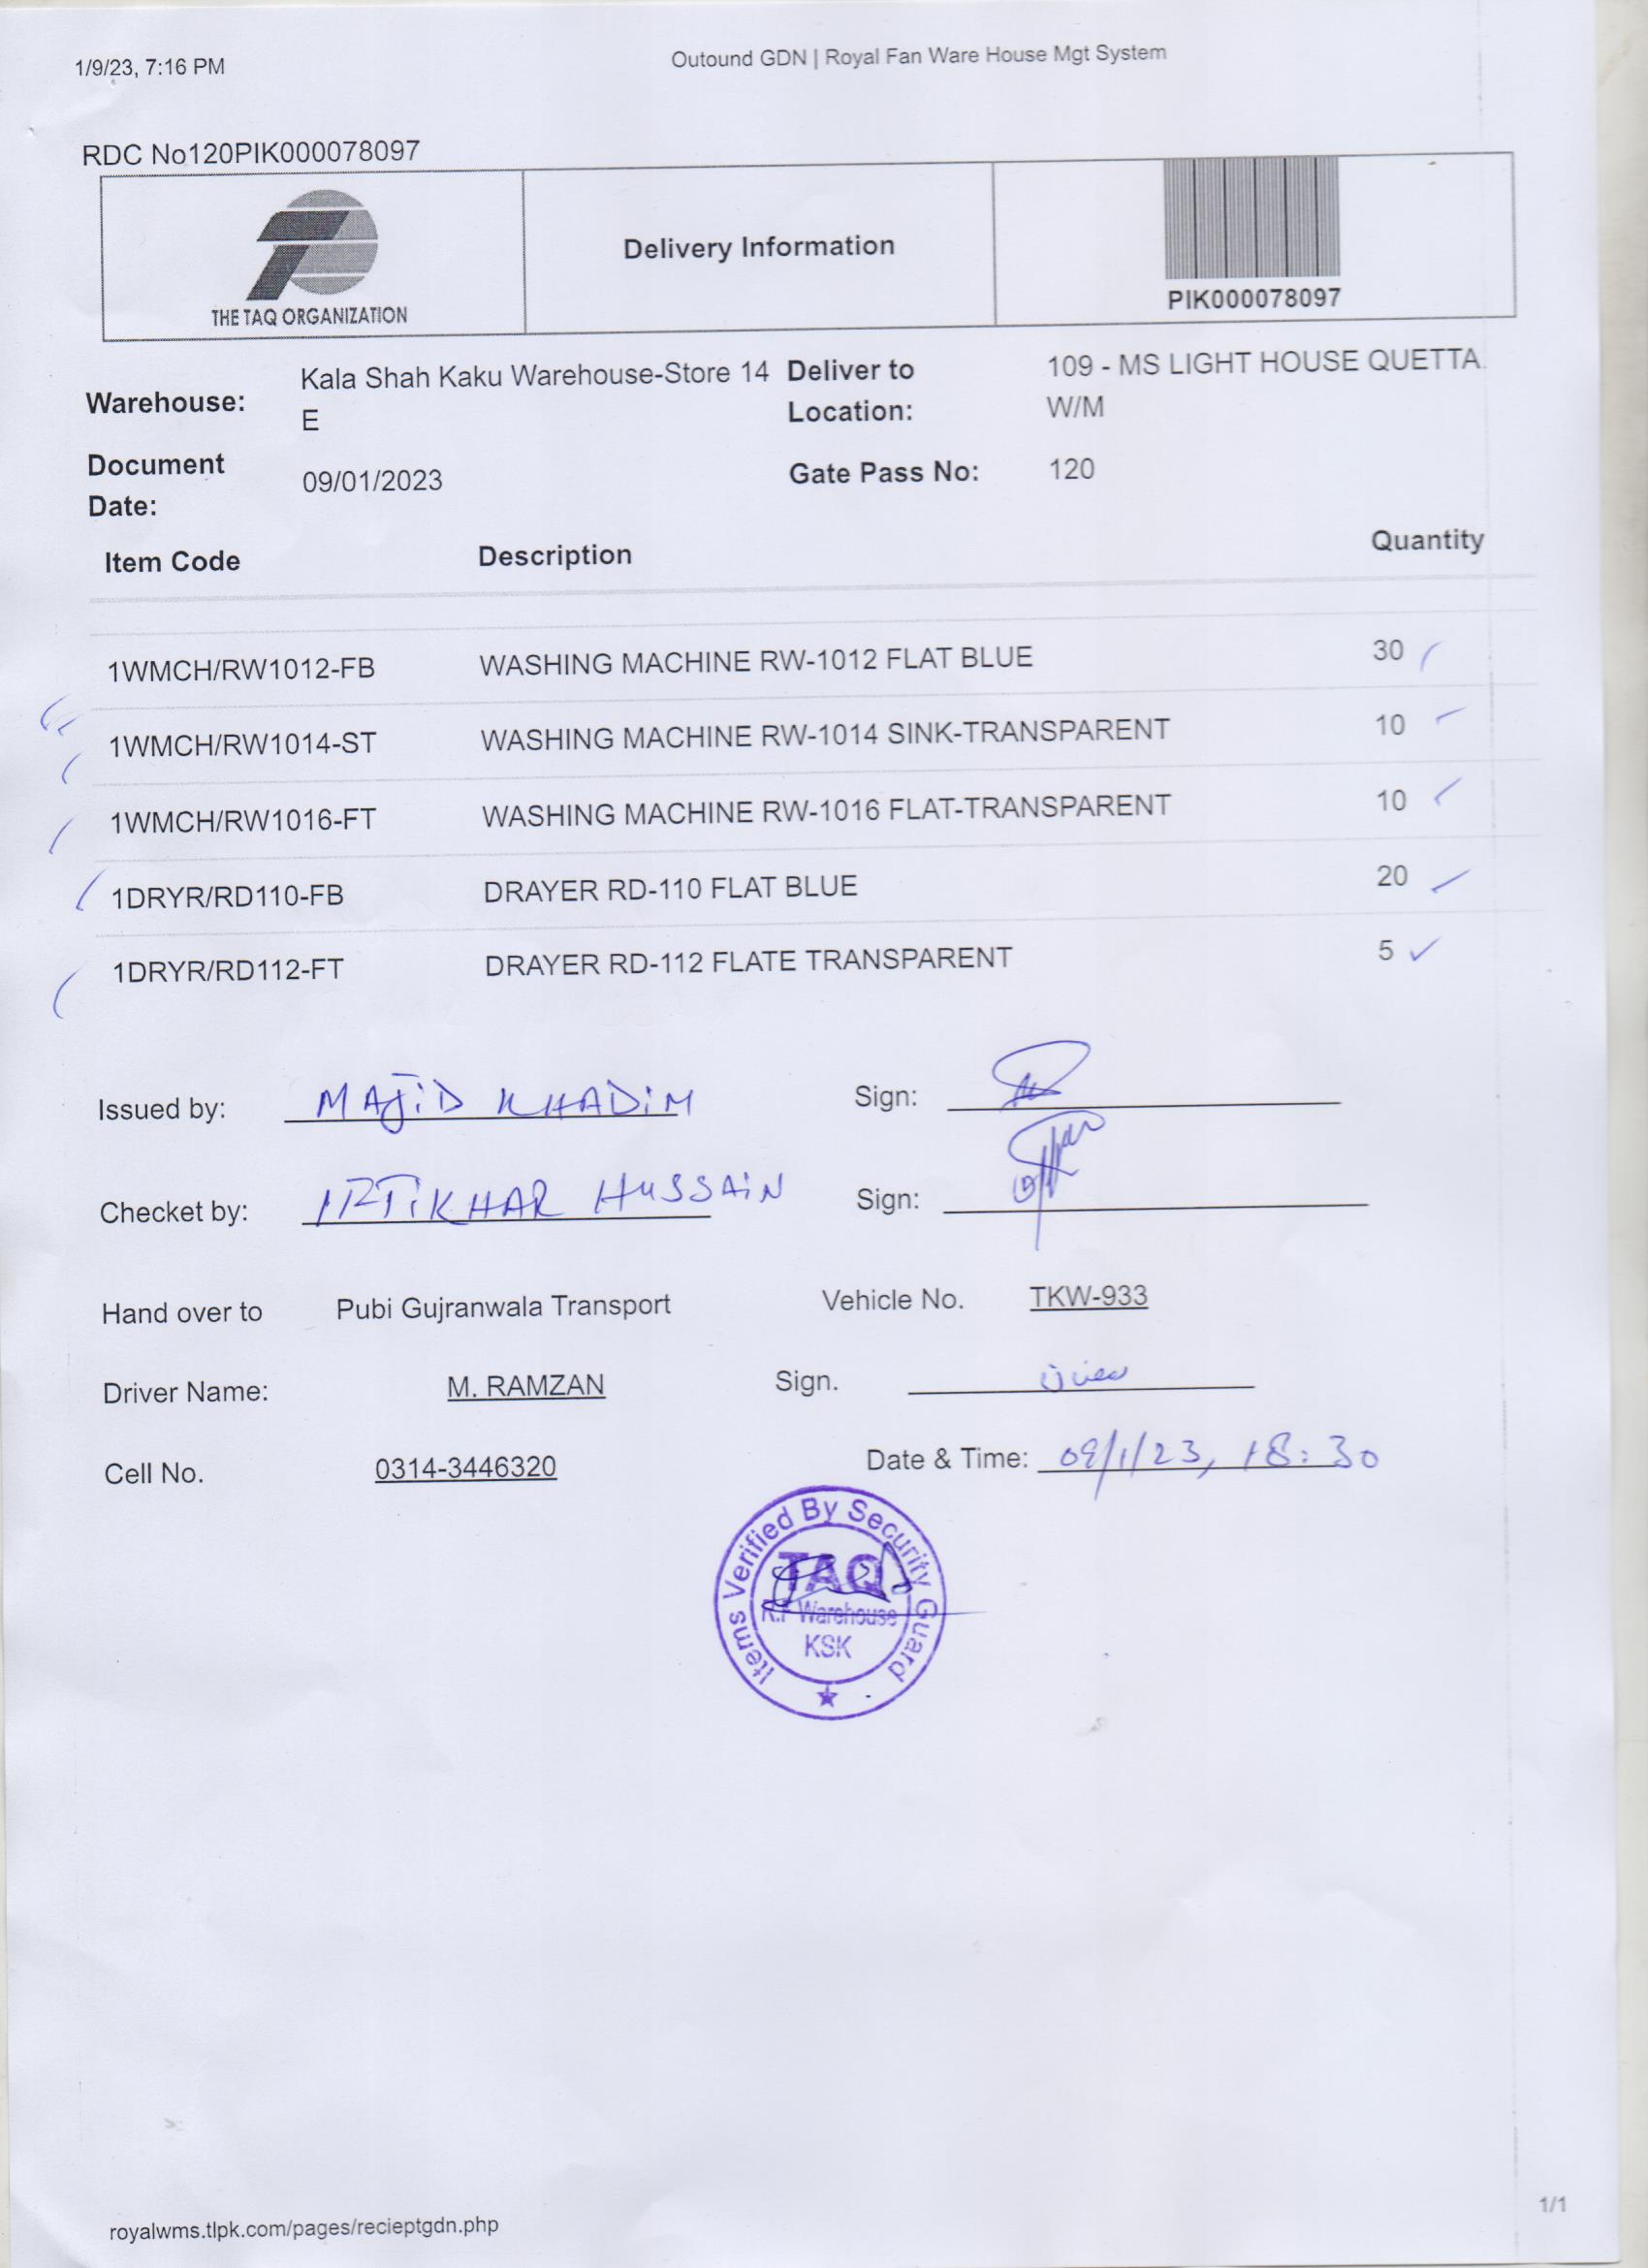 1/9/23, 7:16 PM
Outound GDN | Royal Fan Ware House Mgt System
RDC No120PIK000078097
THE TAQ ORGANIZATION
Delivery Information
PIK000078097
Warehouse: Kala Shah Kaku Warehouse-Store 14 E
Deliver to Location: 109 - MS LIGHT HOUSE QUETTA. W/M
Document Date: 09/01/2023
Gate Pass No: 120
Item Code Description Quantity
1WMCH/RW1012-FB WASHING MACHINE RW-1012 FLAT BLUE 30
1WMCH/RW1014-ST WASHING MACHINE RW-1014 SINK-TRANSPARENT 10
1WMCH/RW1016-FT WASHING MACHINE RW-1016 FLAT-TRANSPARENT 10
1DRYR/RD110-FB DRAYER RD-110 FLAT BLUE 20
1DRYR/RD112-FT DRAYER RD-112 FLATE TRANSPARENT 5
Issued by: MAJID KHADIM Sign:
Checket by: IFTIKHAR HUSSAIN Sign:
Hand over to Pubi Gujranwala Transport Vehicle No. TKW-933
Driver Name: M. RAMZAN Sign.
Cell No. 0314-3446320 Date & Time: 09/1/23, 18:30
Items Verified By Security Guard
TAQ
R.F Warehouse
KSK
royalwms.tlpk.com/pages/recieptgdn.php
1/1